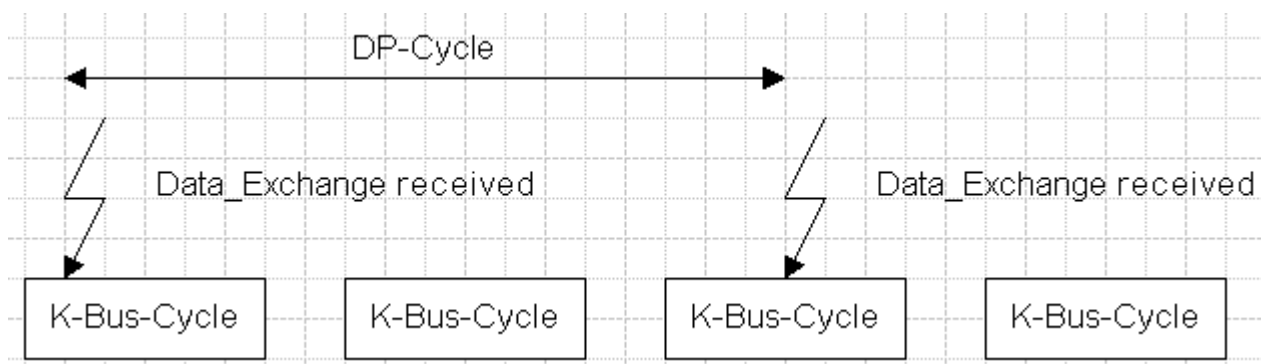 DP-Cycle
Data_Exchange received
Data_Exchange received
K-Bus-Cycle
K-Bus-Cycle
K-Bus-Cycle
K-Bus-Cycle